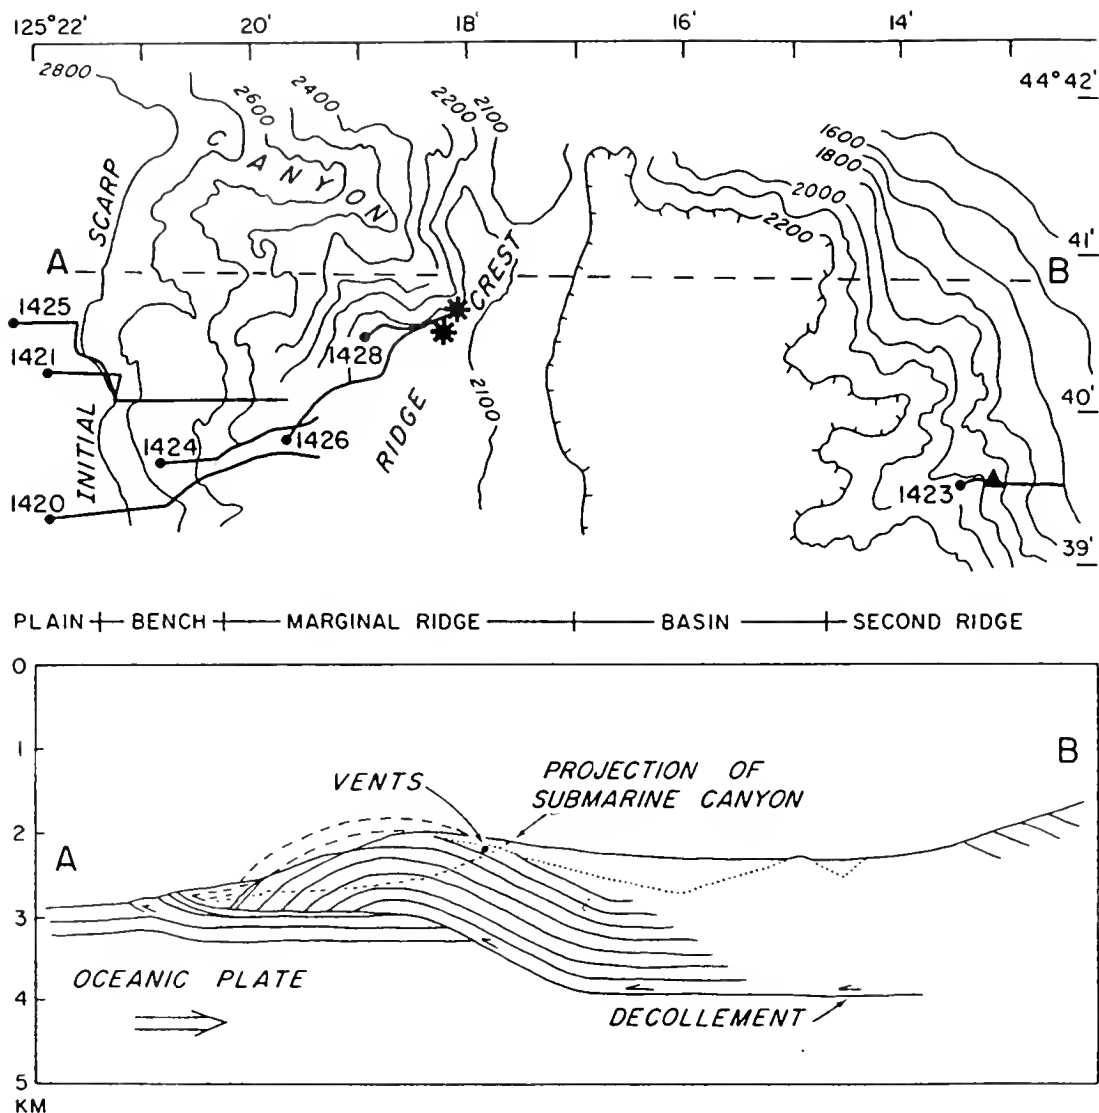 125°22' 20' 18' 16' 14'
44°42'
2800
2600
2400
2200
2100
1600
1800
2000
2200
CANYON
SCARP
A
B
41'
CREST
1425
1421
1428
2100
40'
RIDGE
INITIAL
1424
1426
1420
1423
39'
PLAIN BENCH MARGINAL RIDGE BASIN SECOND RIDGE
0
1
2
3
4
5
KM
B
VENTS
PROJECTION OF
SUBMARINE CANYON
A
OCEANIC PLATE
DECOLLEMENT